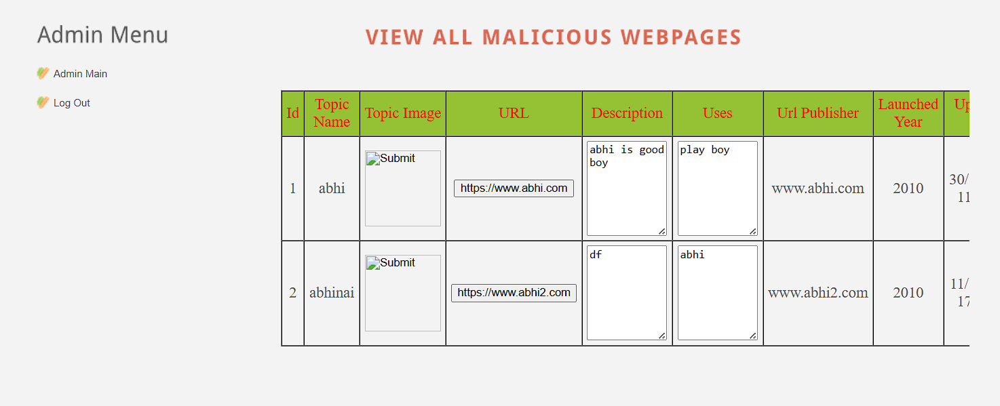 Admin Menu
VIEW ALL MALICIOUS WEBPAGES
Admin Main
Log Out
Id Topic Name Topic Image URL Description Uses Url Publisher Launched Year
1 abhi Submit https://www.abhi.com abhi is good boy play boy www.abhi.com 2010 30/ 11
2 abhinai Submit https://www.abhi2.com df abhi www.abhi2.com 2010 11/ 17